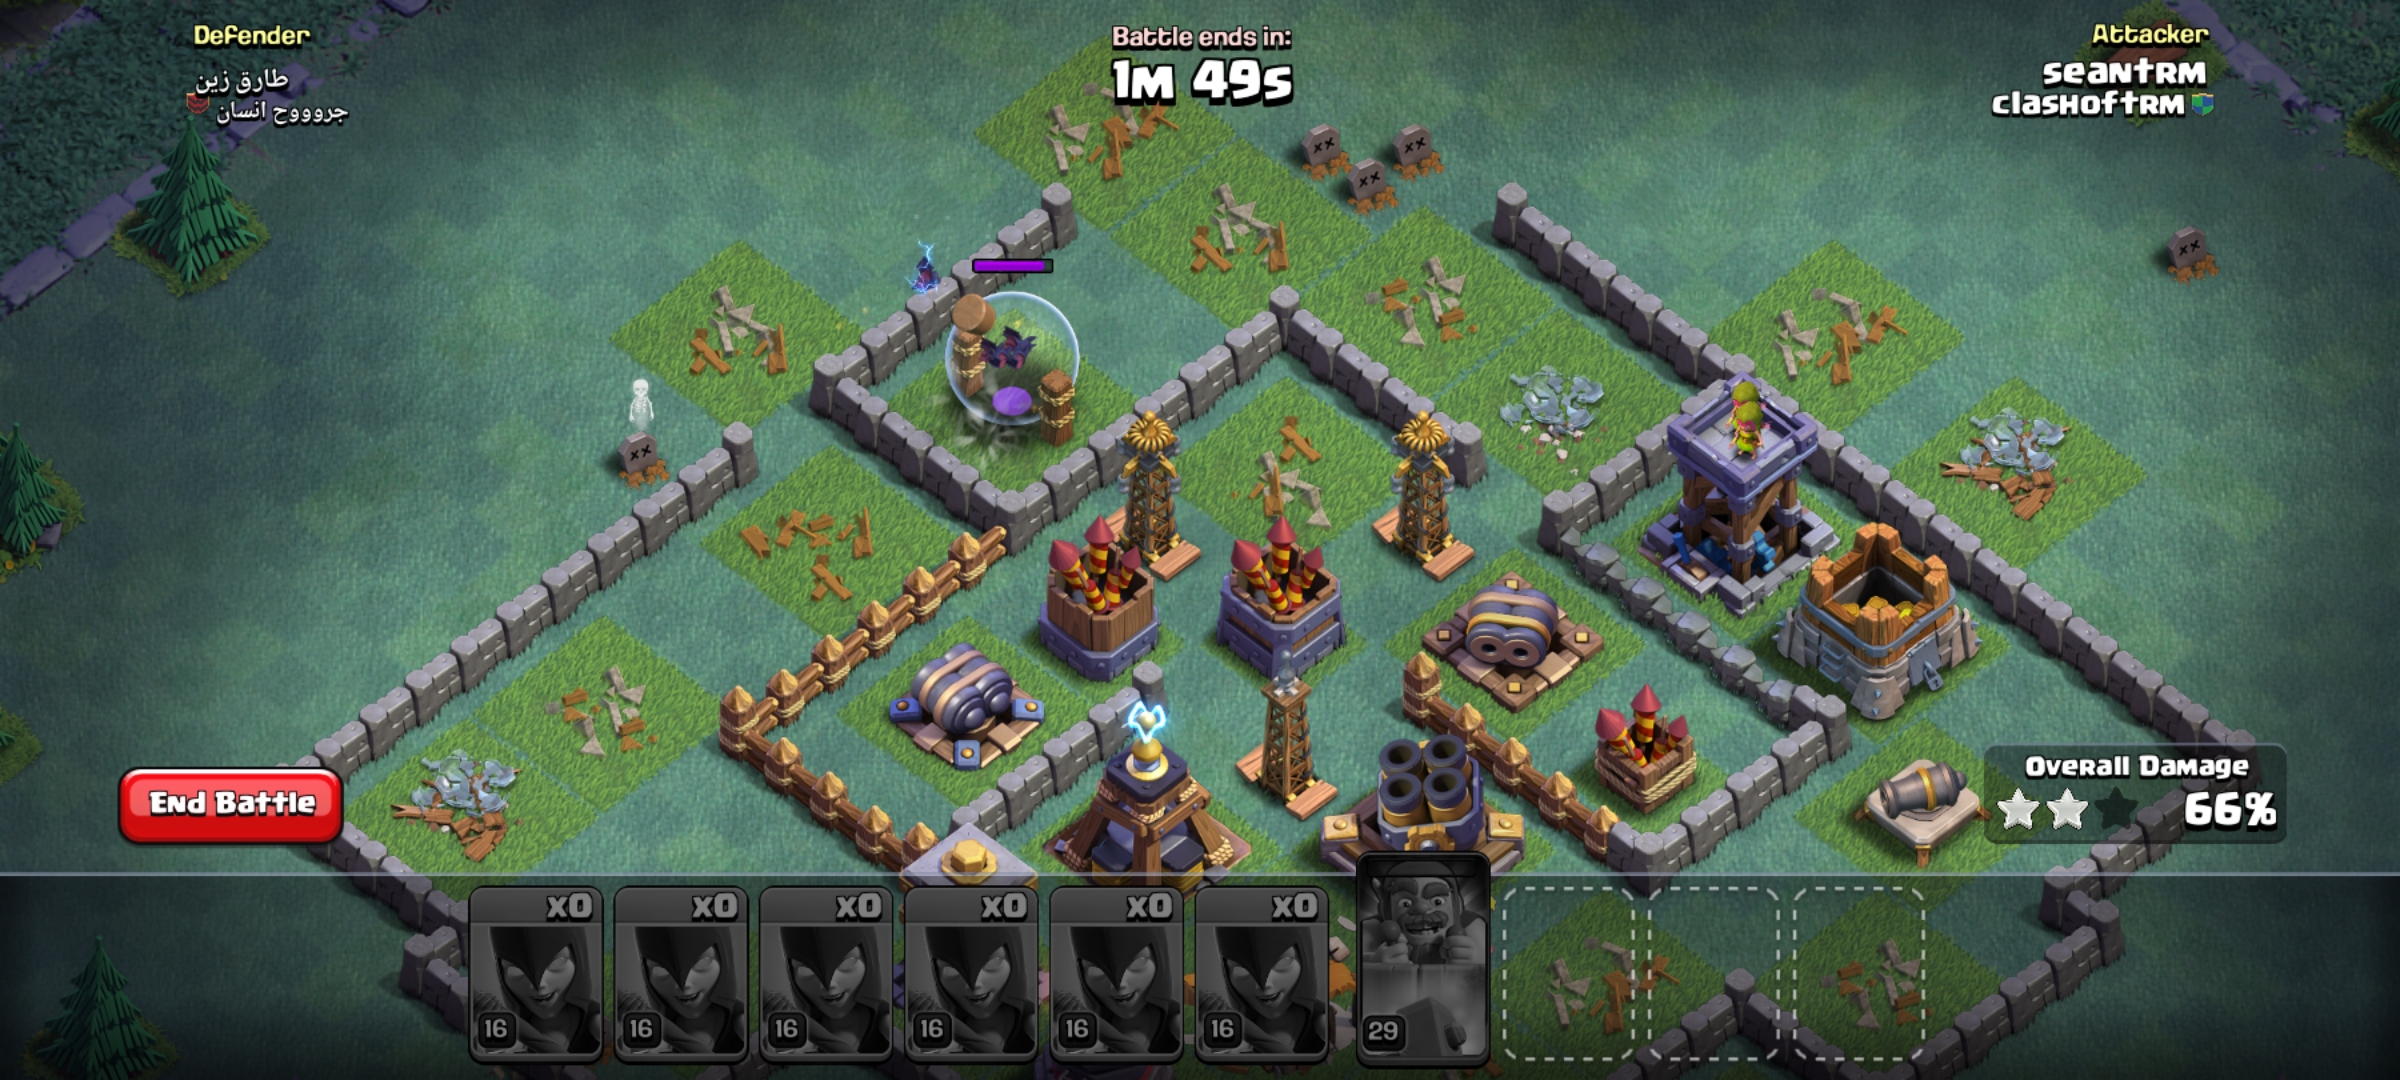 Defender
طارق زين
جروووح انسان
Battle ends in:
1M 49s
Attacker
seantRM
clashoftRM
End Battle
Overall Damage
66%
x0 x0 x0 x0 x0 x0
16 16 16 16 16 16 29